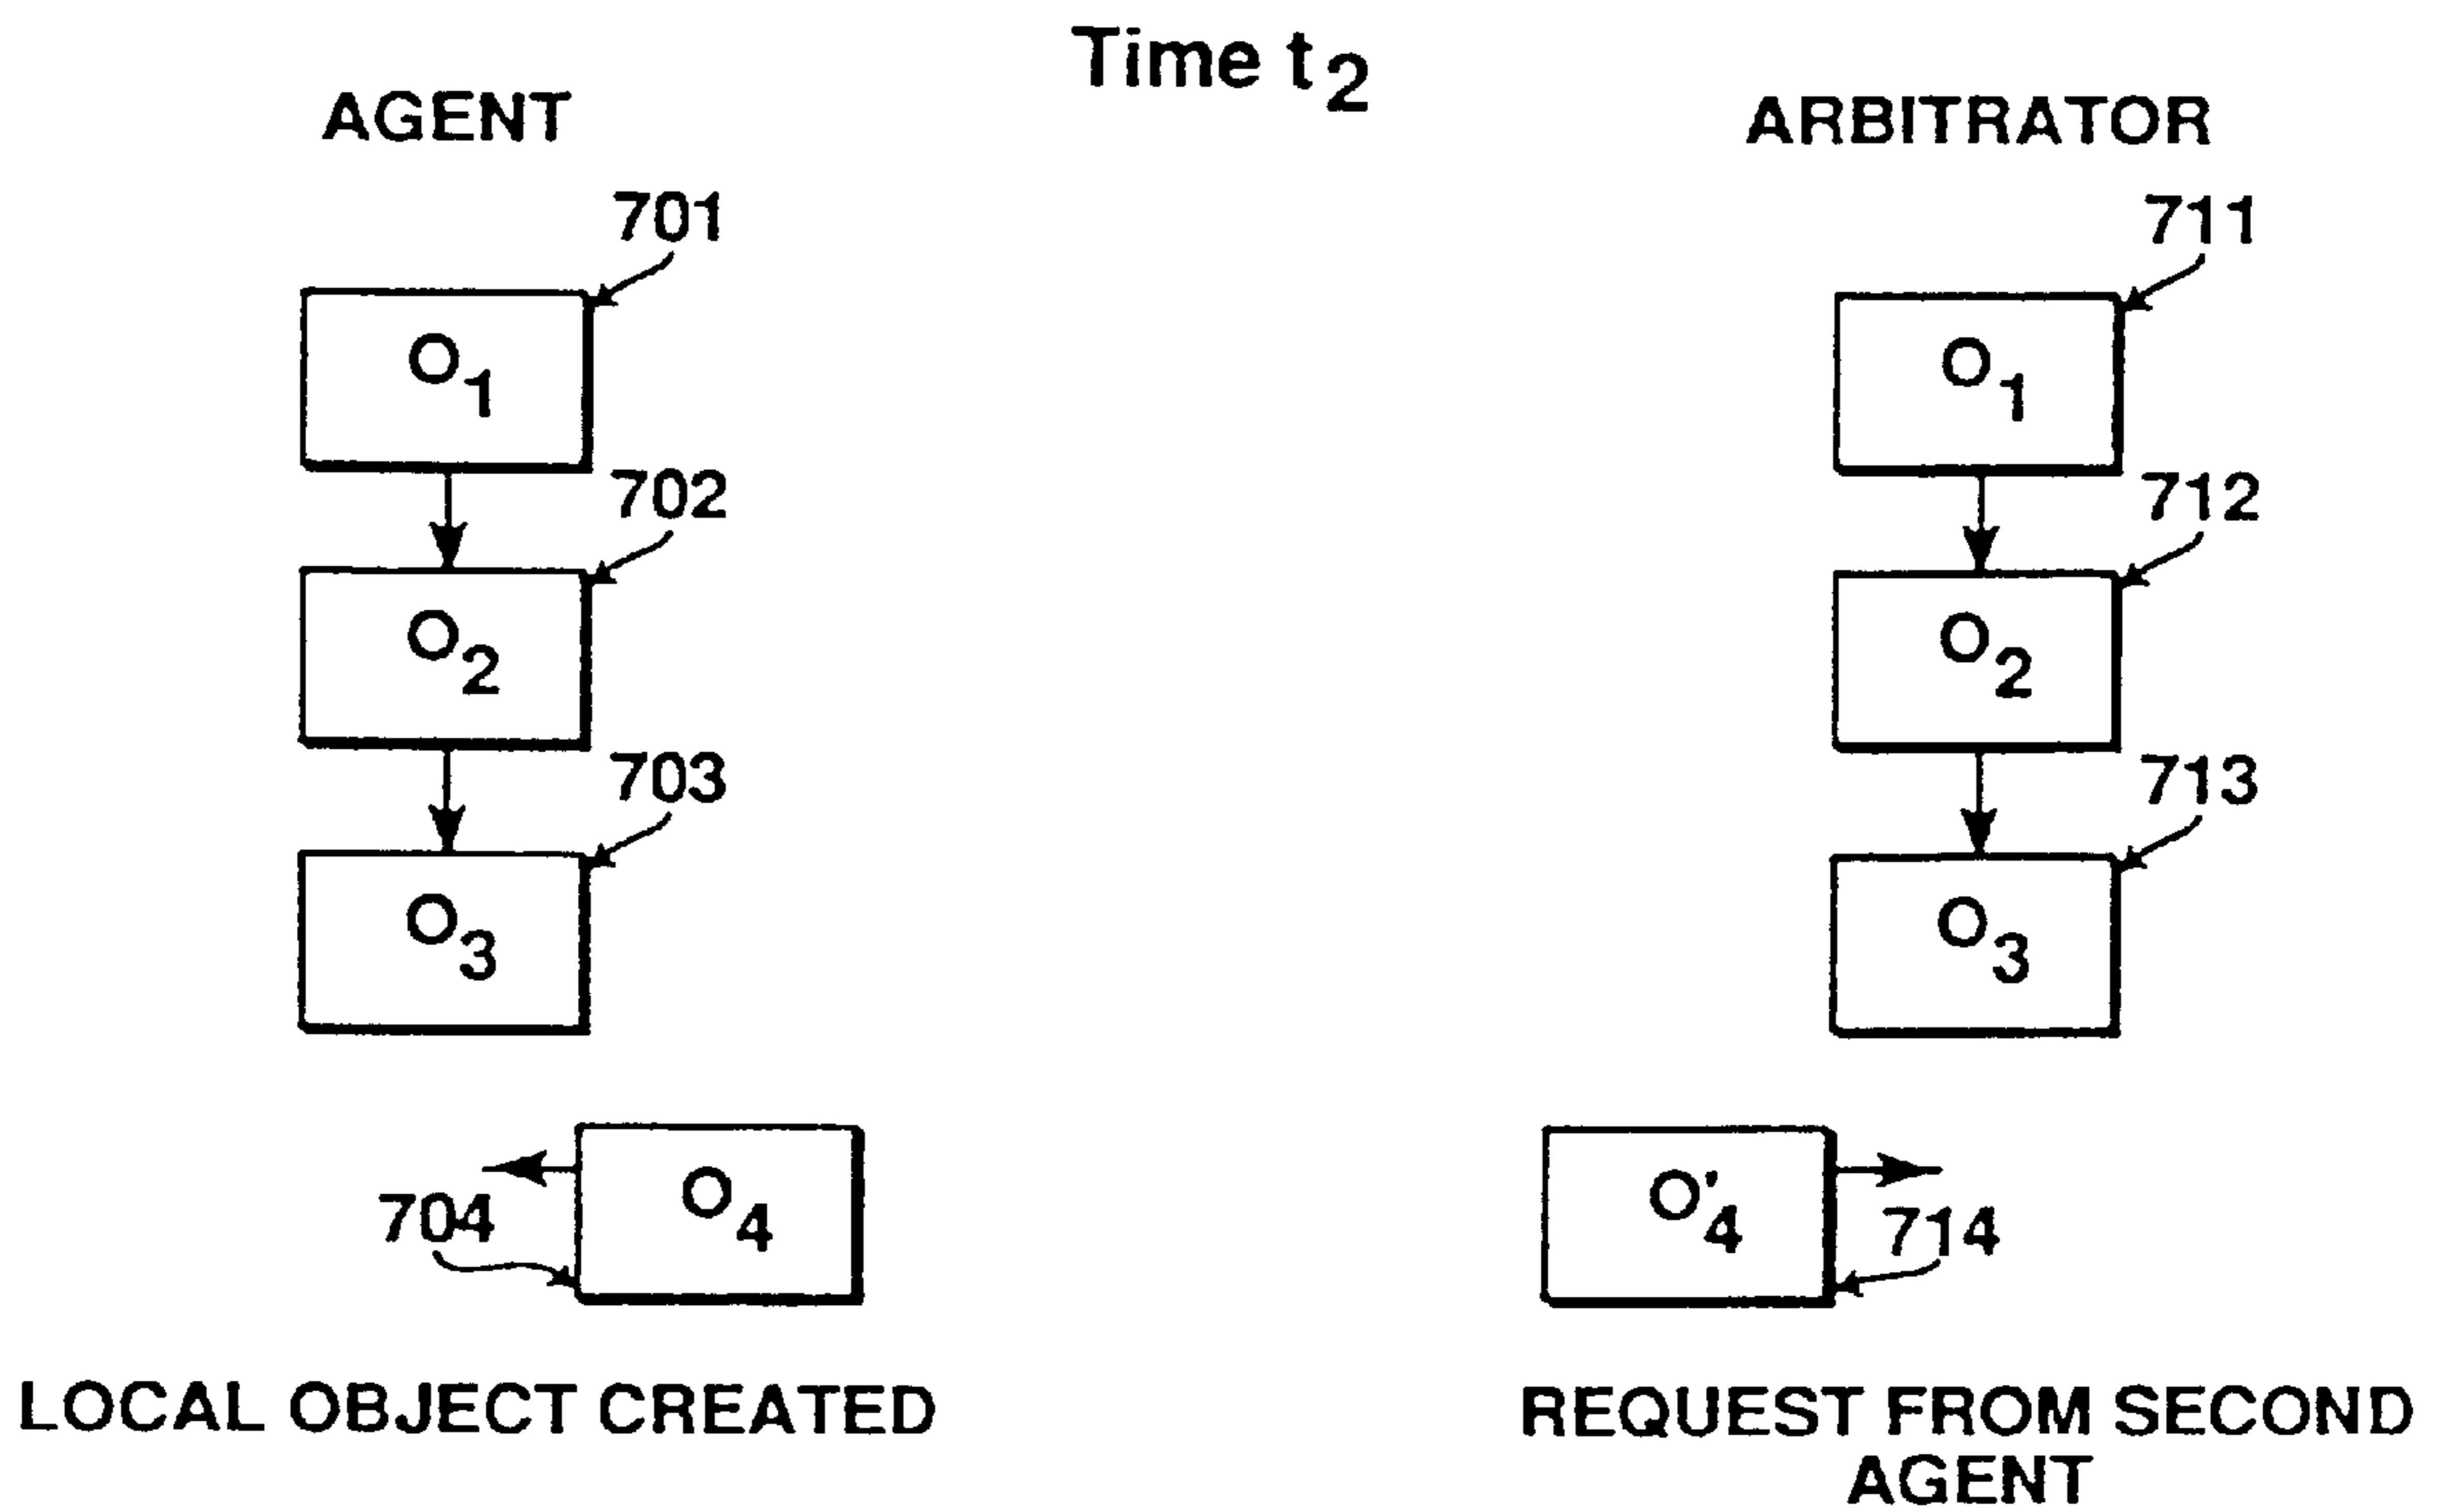 Time t2
AGENT
ARBITRATOR
701
711
O1
O1
702
712
O2
O2
703
713
O3
O3
704
O4
O'4
714
LOCAL OBJECT CREATED
REQUEST FROM SECOND
AGENT